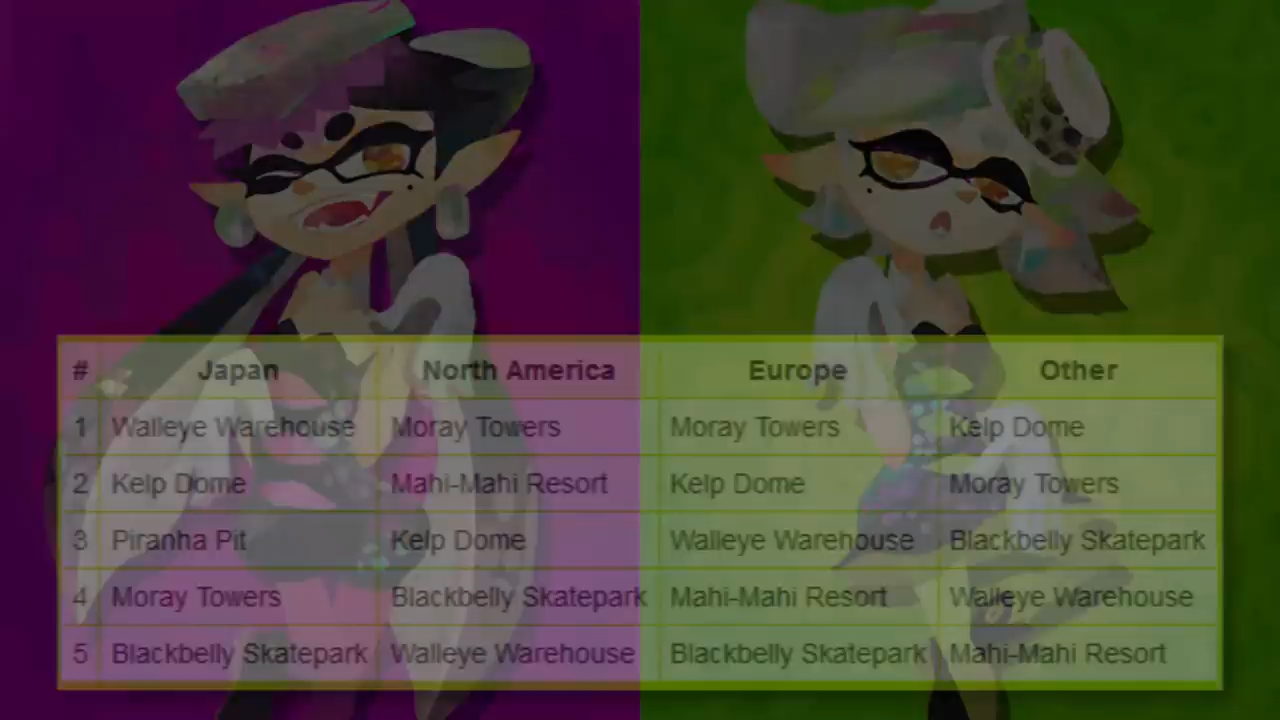 # Japan North America Europe Other
1 Walleye Warehouse Moray Towers Moray Towers Kelp Dome
2 Kelp Dome Mahi-Mahi Resort Kelp Dome Moray Towers
3 Piranha Pit Kelp Dome Walleye Warehouse Blackbelly Skatepark
4 Moray Towers Blackbelly Skatepark Mahi-Mahi Resort Walleye Warehouse
5 Blackbelly Skatepark Walleye Warehouse Blackbelly Skatepark Mahi-Mahi Resort